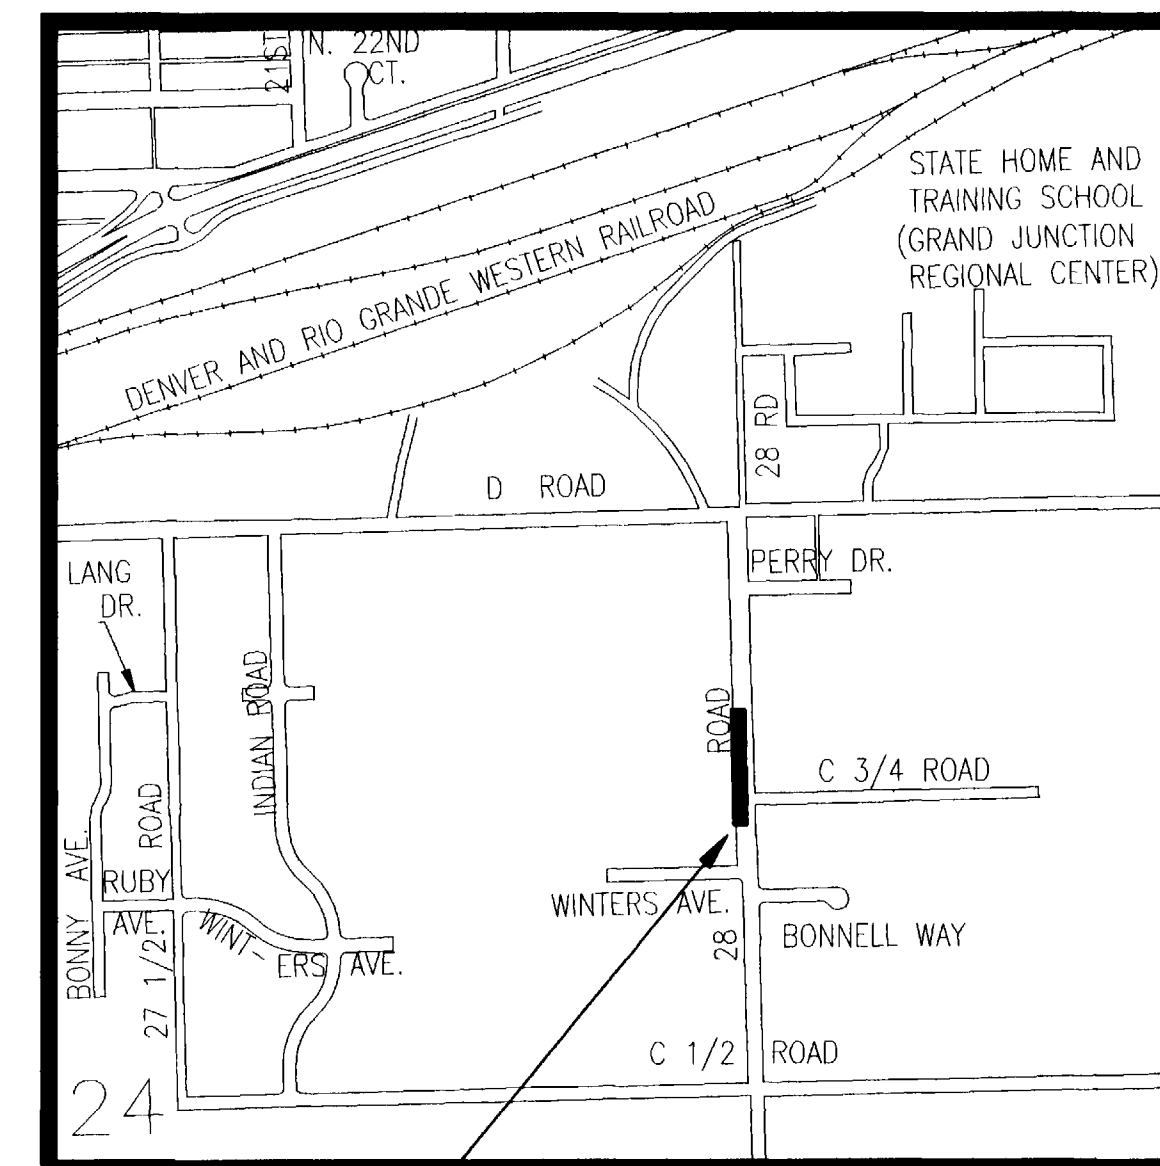 21ST
N. 22ND
CT.
STATE HOME AND
TRAINING SCHOOL
(GRAND JUNCTION
REGIONAL CENTER)
DENVER AND RIO GRANDE WESTERN RAILROAD
28 RD
D ROAD
PERRY DR.
LANG
DR.
INDIAN ROAD
28 ROAD
C 3/4 ROAD
27 1/2 ROAD
BONNY AVE.
RUBY
AVE.
WINT-
ERS AVE.
WINTERS AVE.
BONNELL WAY
C 1/2 ROAD
24